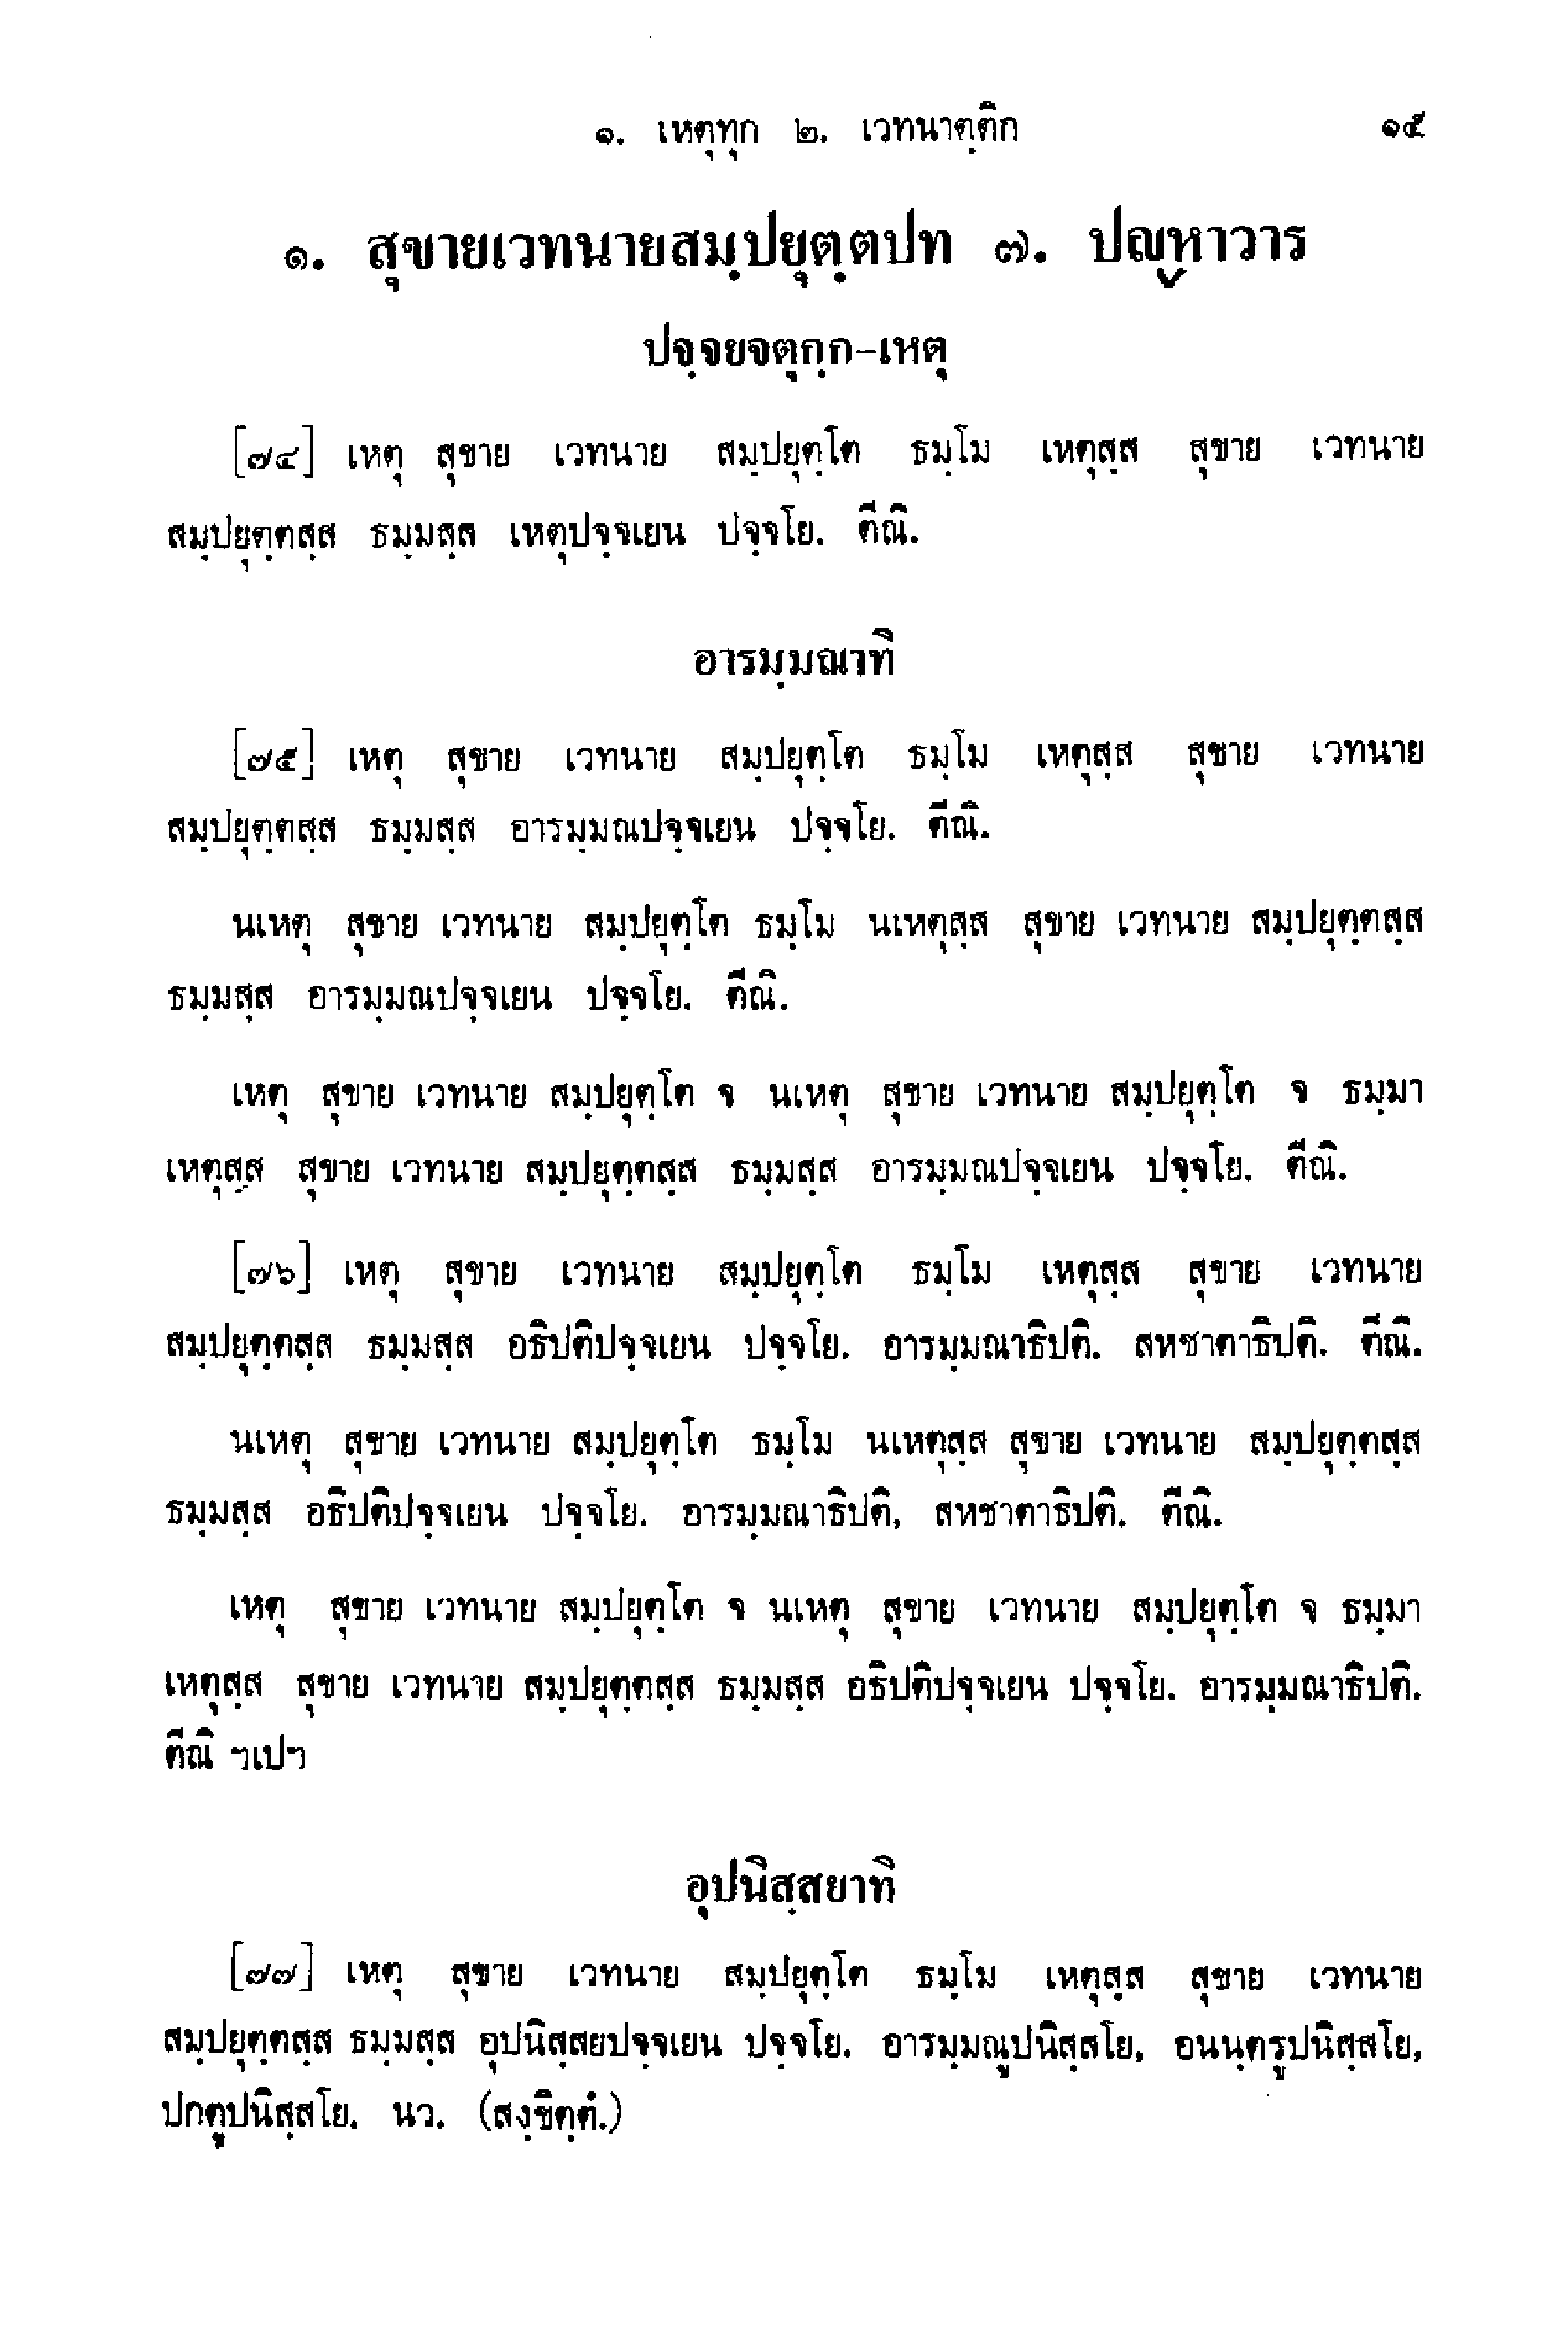 ๑. เหตุทุก ๒. เวทนาตฺติก ๑๕
๑. สุขายเวทนายสมฺปยุตฺตปท ๗. ปญฺหาวาร
ปจฺจยจตุกฺก-เหตุ
[๗๔] เหตุ สุขาย เวทนาย สมฺปยุตฺโต ธมฺโม เหตุสฺส สุขาย เวทนาย
สมฺปยุตฺตสฺส ธมฺมสฺส เหตุปจฺจเยน ปจฺจโย. ตีณิ.
อารมฺมณาทิ
[๗๕] เหตุ สุขาย เวทนาย สมฺปยุตฺโต ธมฺโม เหตุสฺส สุขาย เวทนาย
สมฺปยุตฺตสฺส ธมฺมสฺส อารมฺมณปจฺจเยน ปจฺจโย. ตีณิ.
นเหตุ สุขาย เวทนาย สมฺปยุตฺโต ธมฺโม นเหตุสฺส สุขาย เวทนาย สมฺปยุตฺตสฺส
ธมฺมสฺส อารมฺมณปจฺจเยน ปจฺจโย. ตีณิ.
เหตุ สุขาย เวทนาย สมฺปยุตฺโต จ นเหตุ สุขาย เวทนาย สมฺปยุตฺโต จ ธมฺมา
เหตุสฺส สุขาย เวทนาย สมฺปยุตฺตสฺส ธมฺมสฺส อารมฺมณปจฺจเยน ปจฺจโย. ตีณิ.
[๗๖] เหตุ สุขาย เวทนาย สมฺปยุตฺโต ธมฺโม เหตุสฺส สุขาย เวทนาย
สมฺปยุตฺตสฺส ธมฺมสฺส อธิปติปจฺจเยน ปจฺจโย. อารมฺมณาธิปติ. สหชาตาธิปติ. ตีณิ.
นเหตุ สุขาย เวทนาย สมฺปยุตฺโต ธมฺโม นเหตุสฺส สุขาย เวทนาย สมฺปยุตฺตสฺส
ธมฺมสฺส อธิปติปจฺจเยน ปจฺจโย. อารมฺมณาธิปติ, สหชาตาธิปติ. ตีณิ.
เหตุ สุขาย เวทนาย สมฺปยุตฺโต จ นเหตุ สุขาย เวทนาย สมฺปยุตฺโต จ ธมฺมา
เหตุสฺส สุขาย เวทนาย สมฺปยุตฺตสฺส ธมฺมสฺส อธิปติปจฺจเยน ปจฺจโย. อารมฺมณาธิปติ.
ตีณิ ฯเปฯ
อุปนิสฺสยาทิ
[๗๗] เหตุ สุขาย เวทนาย สมฺปยุตฺโต ธมฺโม เหตุสฺส สุขาย เวทนาย
สมฺปยุตฺตสฺส ธมฺมสฺส อุปนิสฺสยปจฺจเยน ปจฺจโย. อารมฺมณูปนิสฺสโย, อนนฺตรูปนิสฺสโย,
ปกตูปนิสฺสโย. นว. (สงฺขิตฺตํ.)